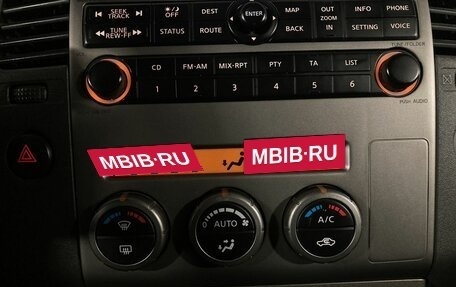 SEEK TRACK OFF DEST ENTER MAP OUT ZOOM IN INFO PHONE
TUNE REW-FF STATUS ROUTE BACK SETTING VOICE
TUNE/FOLDER
CD FM-AM MIX-RPT PTY TA LIST
1 2 3 4 5 6
PUSH AUDIO
MBIB·RU MBIB·RU
AUTO A/C